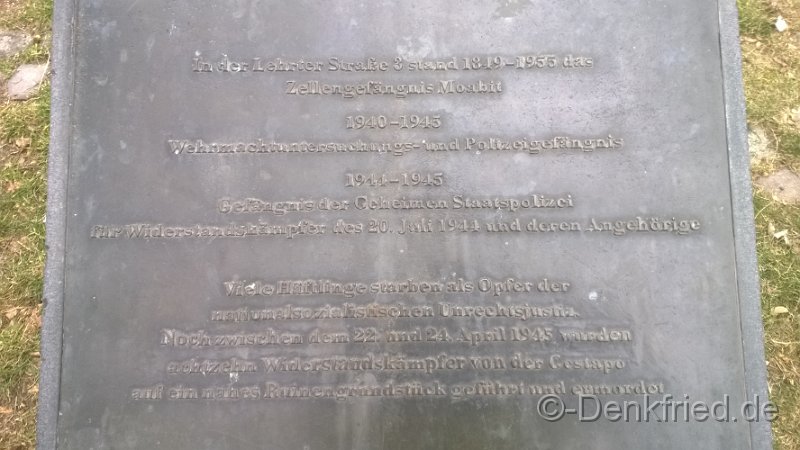 In der Lehrter Straße 3 stand 1849–1955 das
Zellengefängnis Moabit
1940–1945
Wehrmachtuntersuchungs- und Polizeigefängnis
1944–1945
Gefängnis der Geheimen Staatspolizei
für Widerstandskämpfer des 20. Juli 1944 und deren Angehörige
Viele Häftlinge starben als Opfer der
nationalsozialistischen Unrechtsjustiz.
Noch zwischen dem 22. und 24. April 1945 wurden
achtzehn Widerstandskämpfer von der Gestapo
auf ein nahes Ruinengrundstück geführt und ermordet
©-Denkfried.de